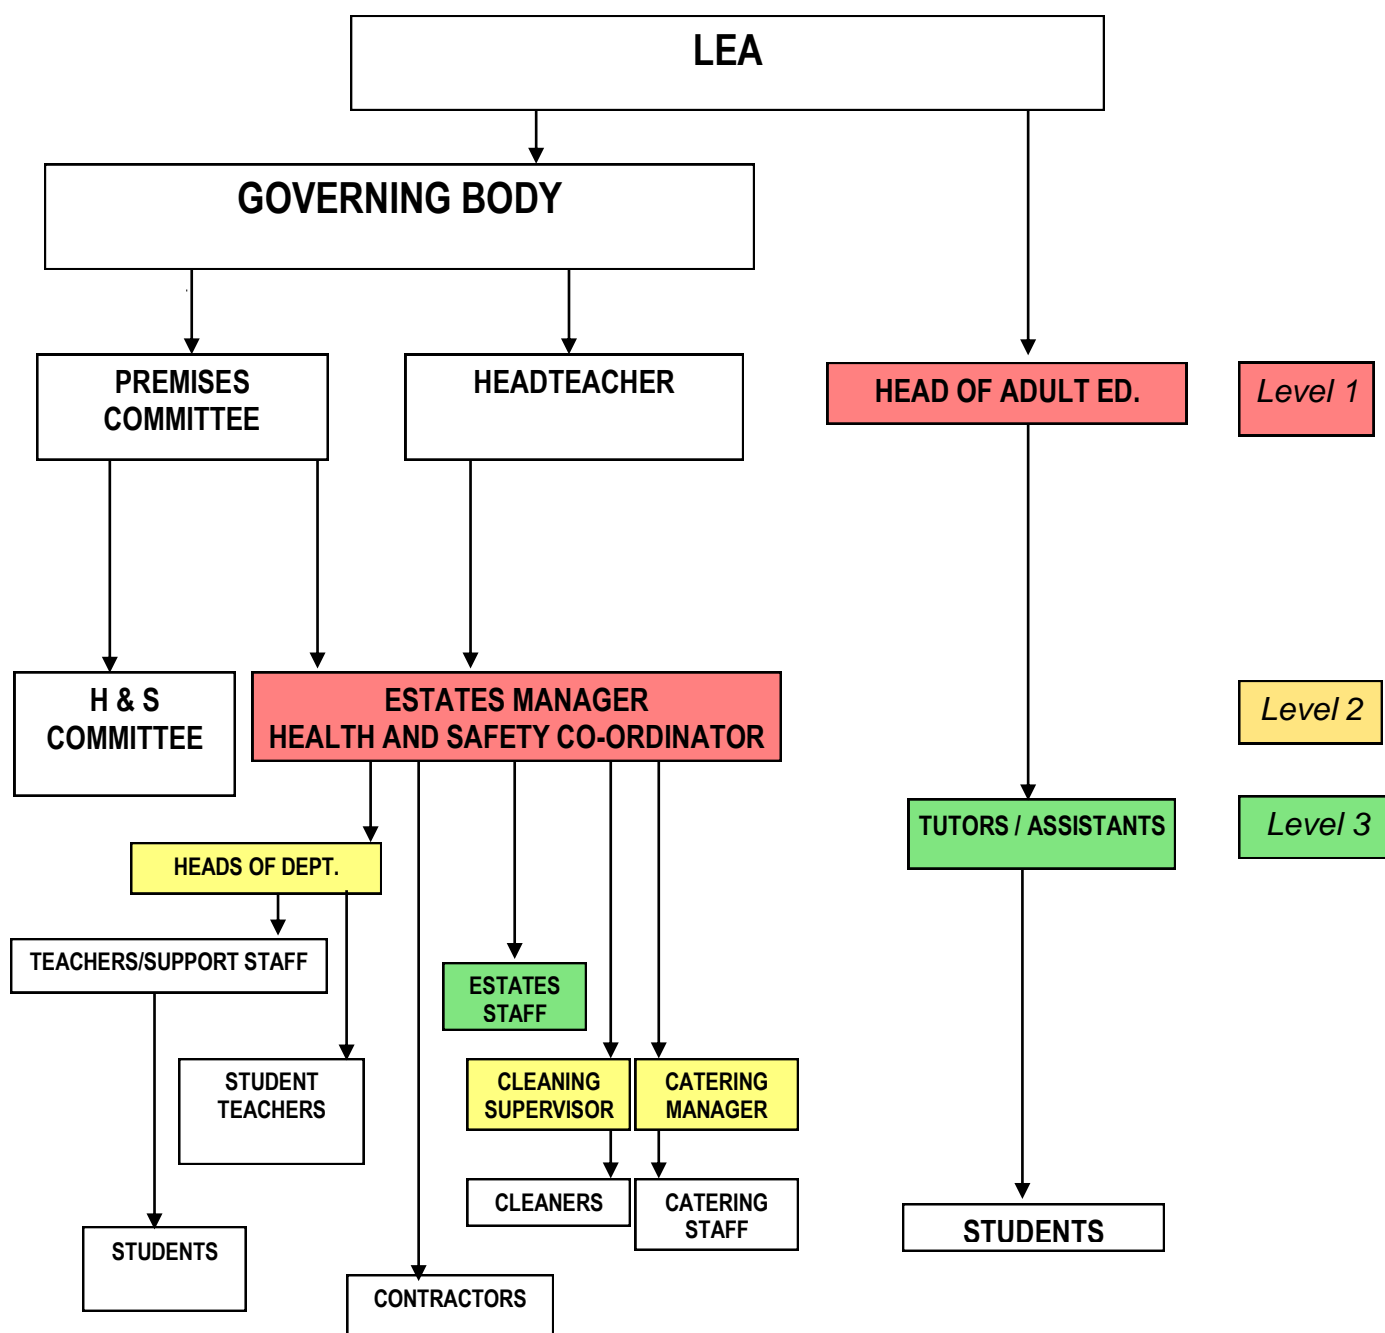 LEA
GOVERNING BODY
PREMISES
COMMITTEE
HEADTEACHER
HEAD OF ADULT ED.
Level 1
H & S
COMMITTEE
ESTATES MANAGER
HEALTH AND SAFETY CO-ORDINATOR
Level 2
TUTORS / ASSISTANTS
Level 3
HEADS OF DEPT.
TEACHERS/SUPPORT STAFF
ESTATES
STAFF
STUDENT
TEACHERS
CLEANING
SUPERVISOR
CATERING
MANAGER
CLEANERS
CATERING
STAFF
STUDENTS
STUDENTS
CONTRACTORS